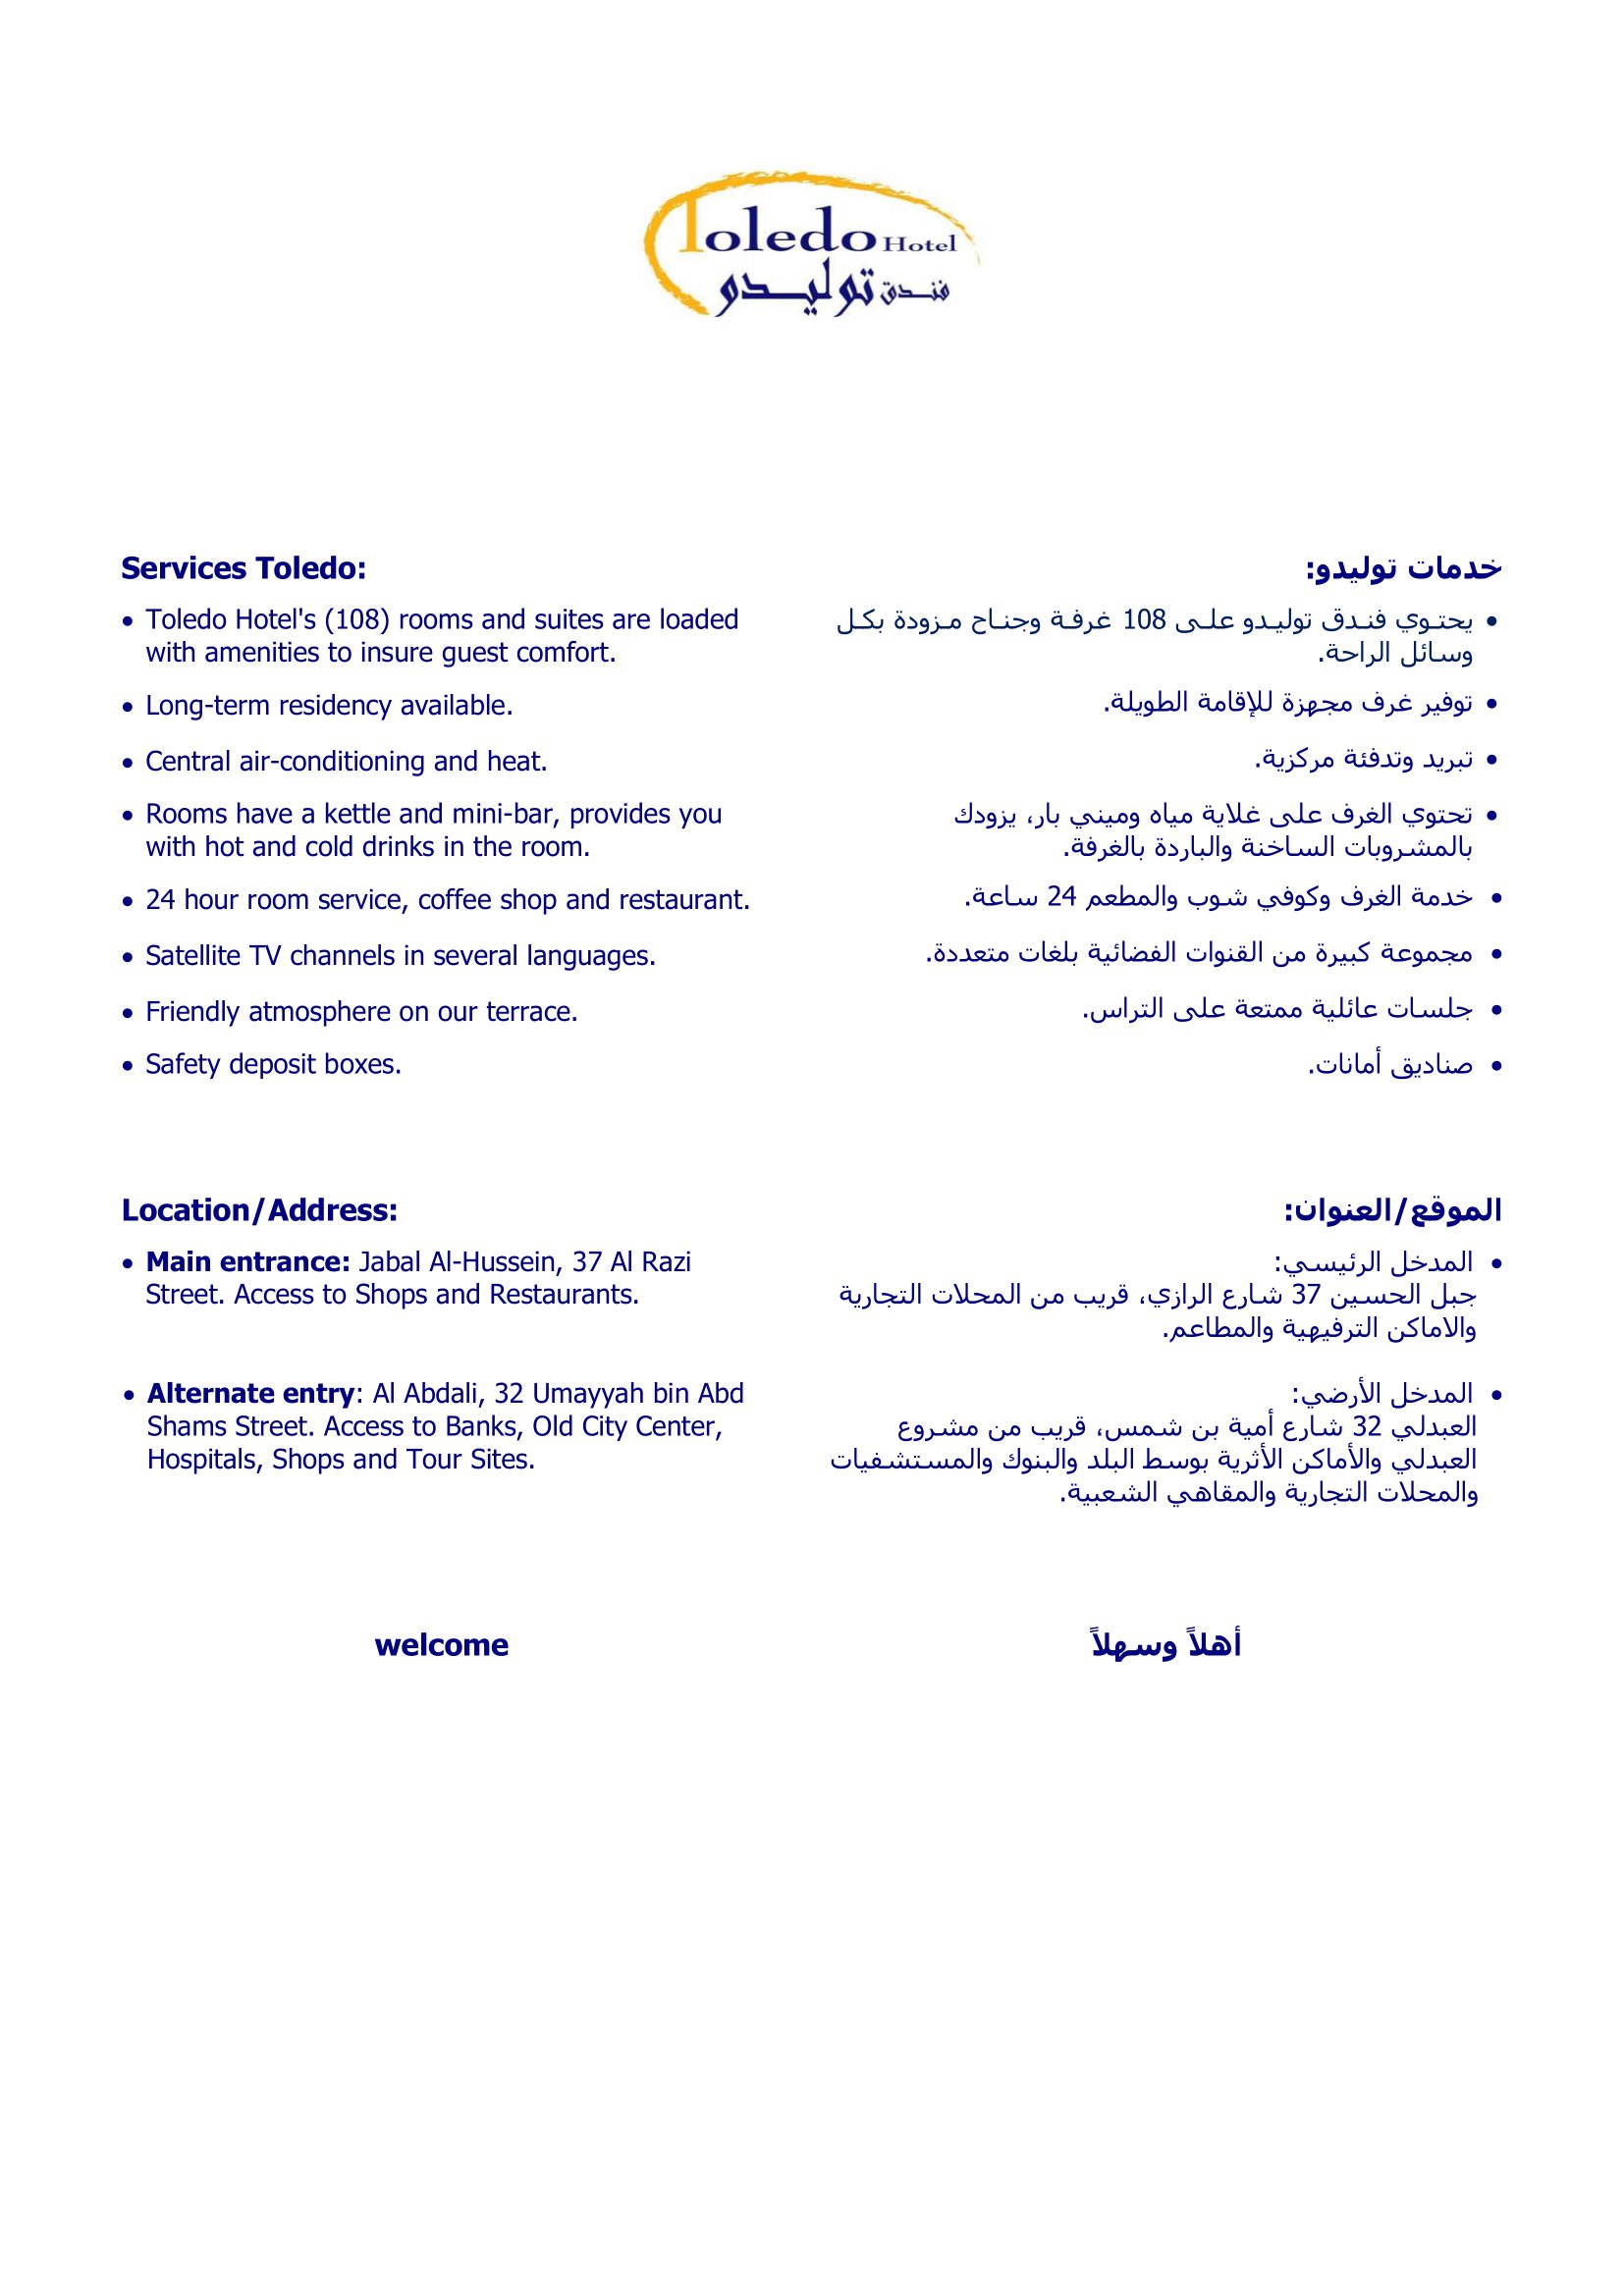 Toledo Hotel
فندق توليدو
Services Toledo:
• Toledo Hotel's (108) rooms and suites are loaded
with amenities to insure guest comfort.
• Long-term residency available.
• Central air-conditioning and heat.
• Rooms have a kettle and mini-bar, provides you
with hot and cold drinks in the room.
• 24 hour room service, coffee shop and restaurant.
• Satellite TV channels in several languages.
• Friendly atmosphere on our terrace.
• Safety deposit boxes.
خدمات توليدو:
• يحتوي فندق توليدو على 108 غرفة وجناح مزودة بكل
وسائل الراحة.
• توفير غرف مجهزة للإقامة الطويلة.
• تبريد وتدفئة مركزية.
• تحتوي الغرف على غلاية مياه وميني بار، يزودك
بالمشروبات الساخنة والباردة بالغرفة.
• خدمة الغرف وكوفي شوب والمطعم 24 ساعة.
• مجموعة كبيرة من القنوات الفضائية بلغات متعددة.
• جلسات عائلية ممتعة على التراس.
• صناديق أمانات.
Location/Address:
• Main entrance: Jabal Al-Hussein, 37 Al Razi
Street. Access to Shops and Restaurants.
• Alternate entry: Al Abdali, 32 Umayyah bin Abd
Shams Street. Access to Banks, Old City Center,
Hospitals, Shops and Tour Sites.
الموقع/العنوان:
• المدخل الرئيسي:
جبل الحسين 37 شارع الرازي، قريب من المحلات التجارية
والاماكن الترفيهية والمطاعم.
• المدخل الأرضي:
العبدلي 32 شارع أمية بن شمس، قريب من مشروع
العبدلي والأماكن الأثرية بوسط البلد والبنوك والمستشفيات
والمحلات التجارية والمقاهي الشعبية.
welcome
أهلاً وسهلاً